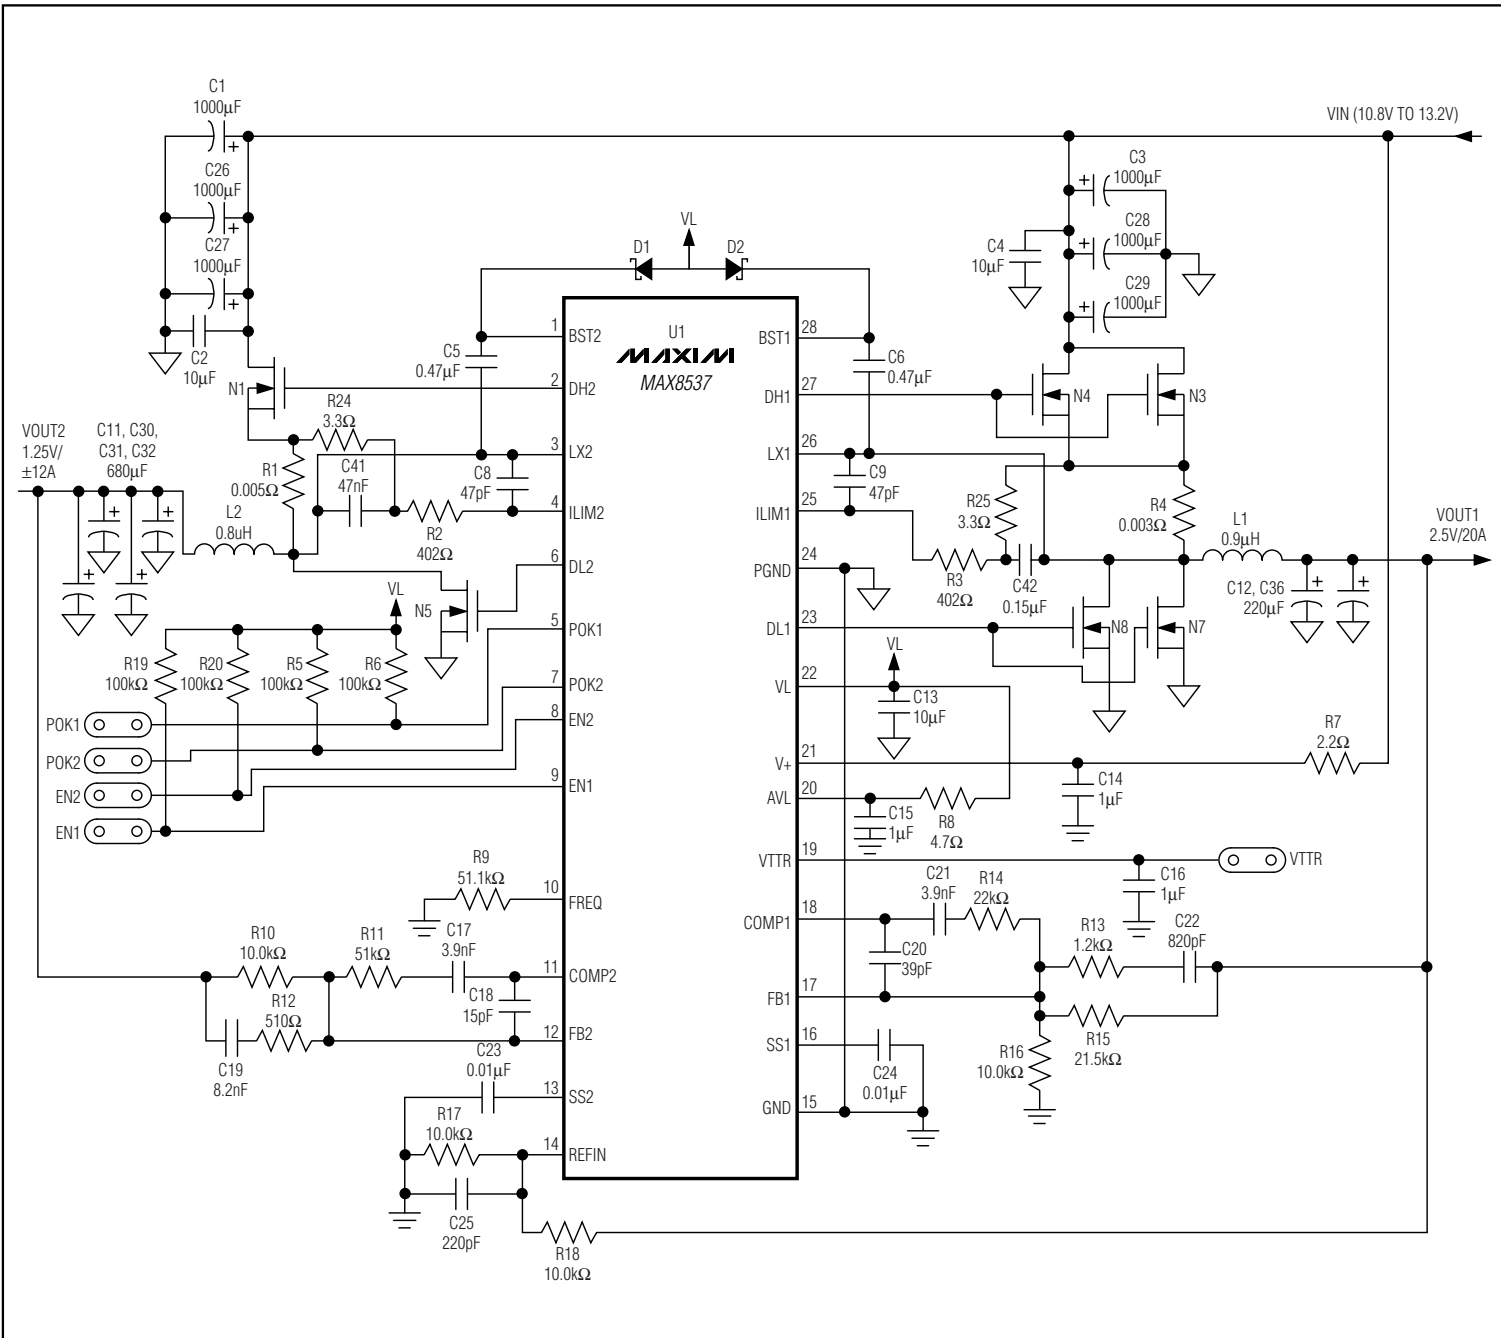 C1
1000µF
VIN (10.8V TO 13.2V)
C26
1000µF
C27
1000µF
C2
10µF
N1
C3
1000µF
C28
1000µF
C4
10µF
C29
1000µF
VL
D1
D2
U1
MAXIM
MAX8537
1
BST2
2
DH2
3
LX2
4
ILIM2
6
DL2
5
POK1
7
POK2
8
EN2
9
EN1
10
FREQ
11
COMP2
12
FB2
13
SS2
14
REFIN
28
BST1
27
DH1
26
LX1
25
ILIM1
24
PGND
23
DL1
22
VL
21
V+
20
AVL
19
VTTR
18
COMP1
17
FB1
16
SS1
15
GND
C5
0.47µF
C6
0.47µF
N4
N3
R24
3.3Ω
VOUT2
1.25V/
±12A
C11, C30,
C31, C32
680µF
R1
0.005Ω
C41
47nF
C8
47pF
L2
0.8uH
R2
402Ω
N5
C9
47pF
R25
3.3Ω
R4
0.003Ω
L1
0.9µH
VOUT1
2.5V/20A
R3
402Ω
C42
0.15µF
C12, C36
220µF
N8
N7
VL
R19
100kΩ
R20
100kΩ
R5
100kΩ
R6
100kΩ
POK1
POK2
EN2
EN1
VL
C13
10µF
R7
2.2Ω
C14
1µF
C15
1µF
R8
4.7Ω
VTTR
C16
1µF
R9
51.1kΩ
C21
3.9nF
R14
22kΩ
R10
10.0kΩ
R11
51kΩ
C17
3.9nF
C20
39pF
R13
1.2kΩ
C22
820pF
C18
15pF
R12
510Ω
C19
8.2nF
C23
0.01µF
R15
21.5kΩ
R16
10.0kΩ
C24
0.01µF
R17
10.0kΩ
C25
220pF
R18
10.0kΩ